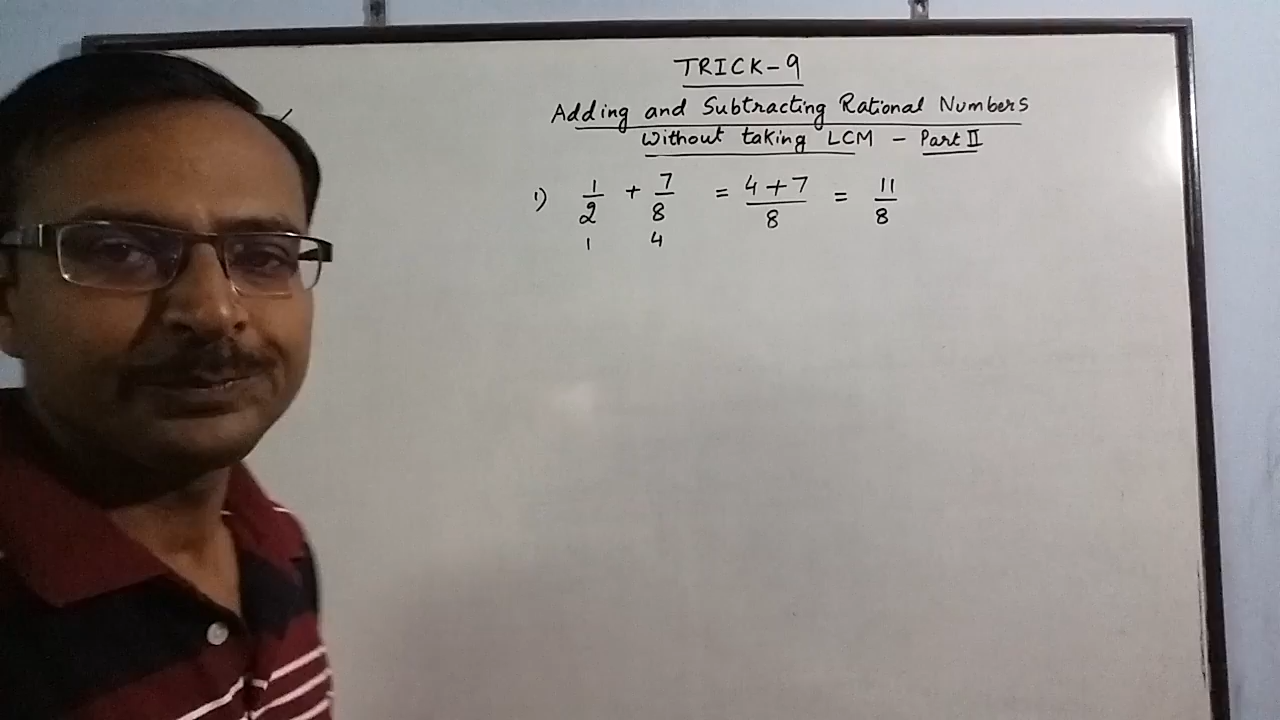 TRICK-9
Adding and Subtracting Rational Numbers
Without taking LCM - Part II
1) 1/2 + 7/8 = 4+7/8 = 11/8
1 4